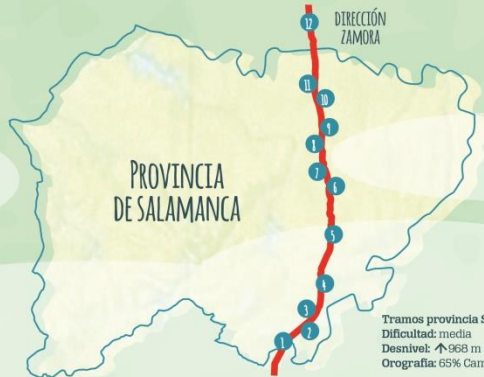 12
DIRECCIÓN
ZAMORA
11
10
9
8
7
6
PROVINCIA
DE SALAMANCA
5
4
3
2
1
Tramos provincia S
Dificultad: media
Desnivel: ↑968 m
Orografía: 65% Cam